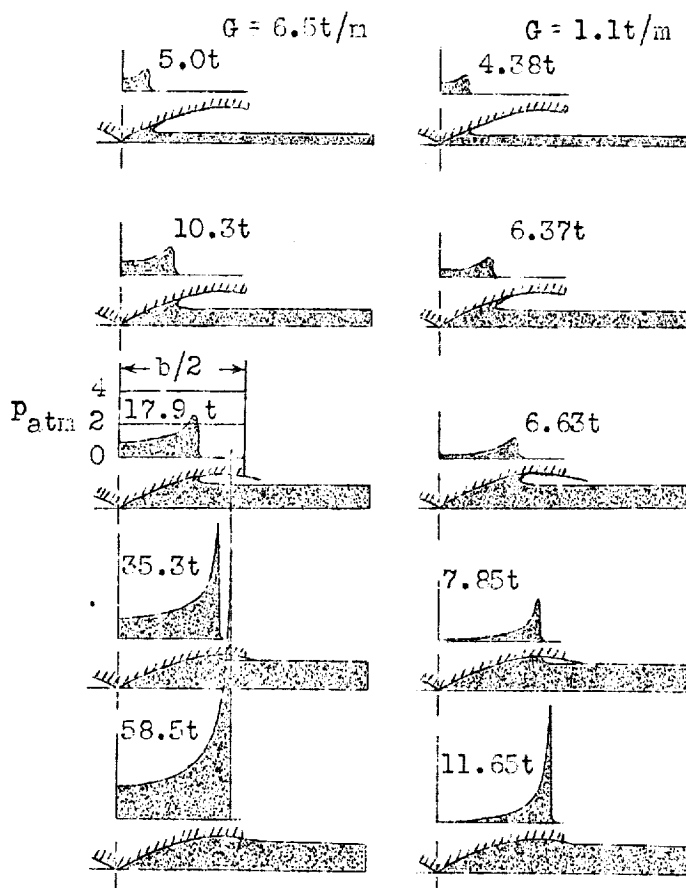 G = 6.5t/m
G = 1.1t/m
5.0t
4.38t
10.3t
6.37t
b/2
4
P atm 2
17.9 t
0
6.63t
35.3t
7.85t
58.5t
11.65t